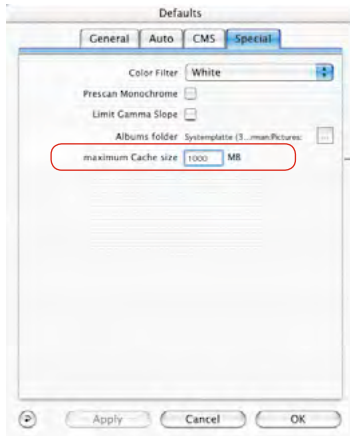 Defaults
General Auto CMS Special
Color Filter White
Prescan Monochrome
Limit Gamma Slope
Albums folder Systemplatte (3...rman:Pictures:
maximum Cache size 1000 MB
Apply Cancel OK